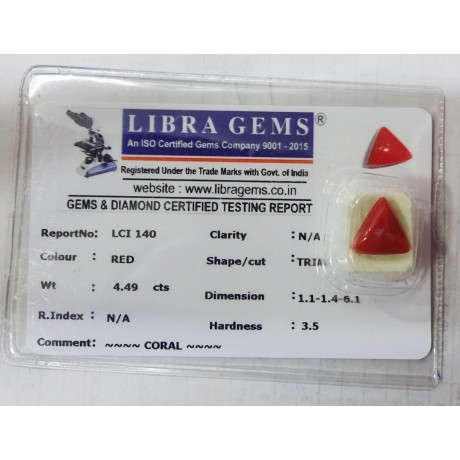 LIBRA GEMS®
An ISO Certified Gems Company 9001 - 2015
Registered Under the Trade Marks with Govt. of India
website : www.libragems.co.in
GEMS & DIAMOND CERTIFIED TESTING REPORT
ReportNo: LCI 140 Clarity : N/A
Colour : RED Shape/cut : TRIA
Wt : 4.49 cts Dimension : 1.1-1.4-6.1
R.Index : N/A Hardness : 3.5
Comment: ~~~~ CORAL ~~~~